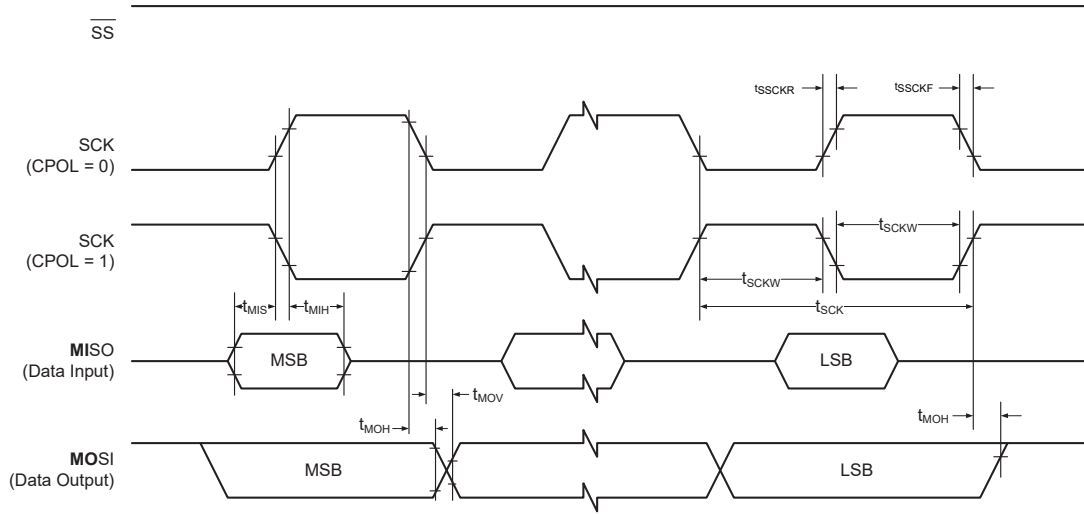 SS
tSSCKR
tSSCKF
SCK
(CPOL = 0)
SCK
(CPOL = 1)
tSCKW
tSCKW
tSCK
tMIS
tMIH
MISO
(Data Input)
MSB
LSB
tMOV
tMOH
tMOH
MOSI
(Data Output)
MSB
LSB